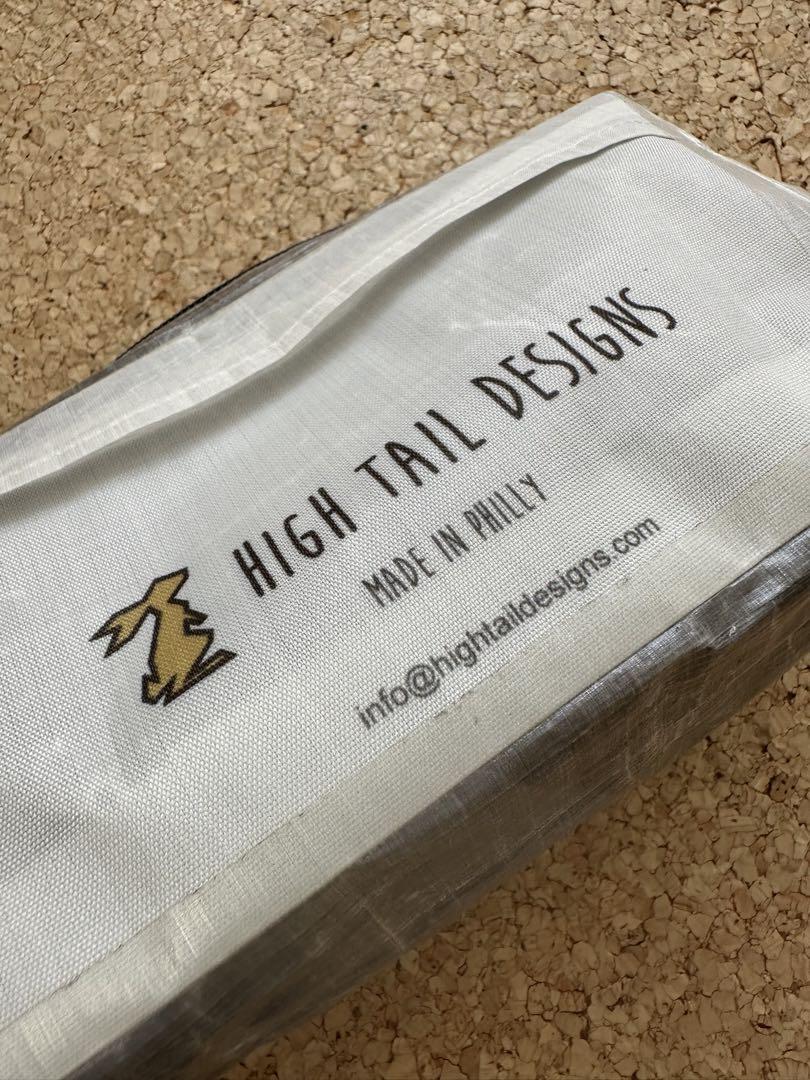 HIGH TAIL DESIGNS
MADE IN PHILLY
info@hightaildesigns.com